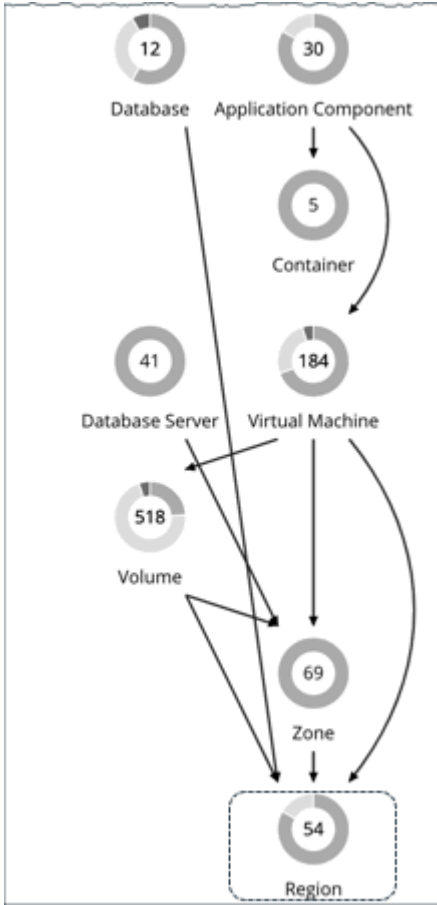 12
30
Database
Application Component
5
Container
41
184
Database Server
Virtual Machine
518
Volume
69
Zone
54
Region